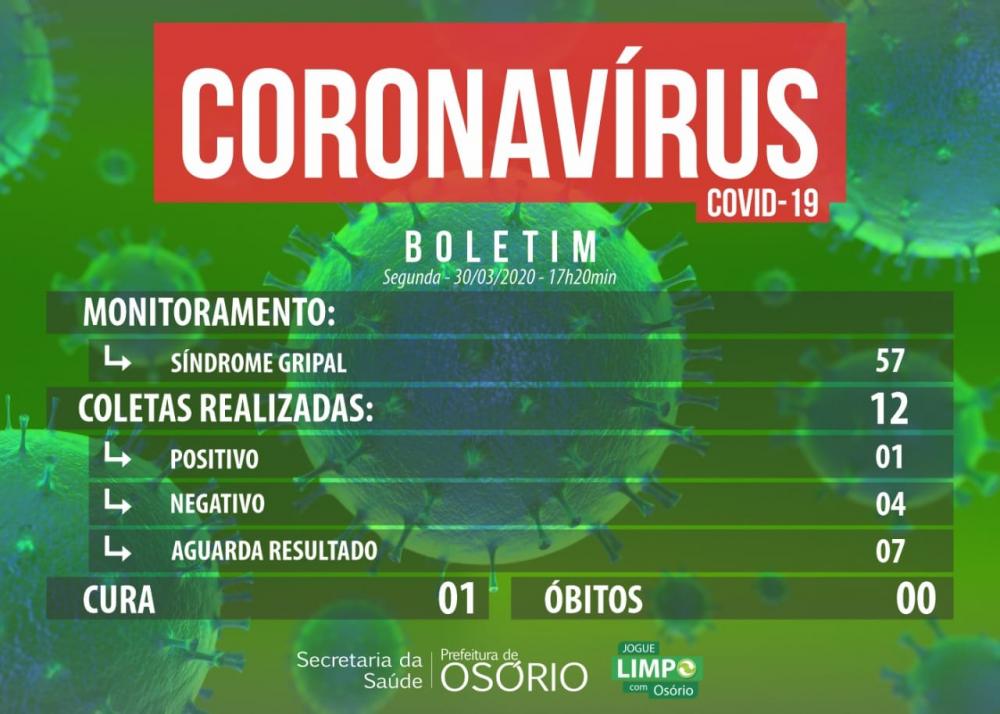 CORONAVÍRUS
COVID-19
BOLETIM
Segunda - 30/03/2020 - 17h20min
MONITORAMENTO:
SÍNDROME GRIPAL 57
COLETAS REALIZADAS: 12
POSITIVO 01
NEGATIVO 04
AGUARDA RESULTADO 07
CURA 01 ÓBITOS 00
Secretaria da Saúde
Prefeitura de
OSÓRIO
JOGUE
LIMPO
com Osório